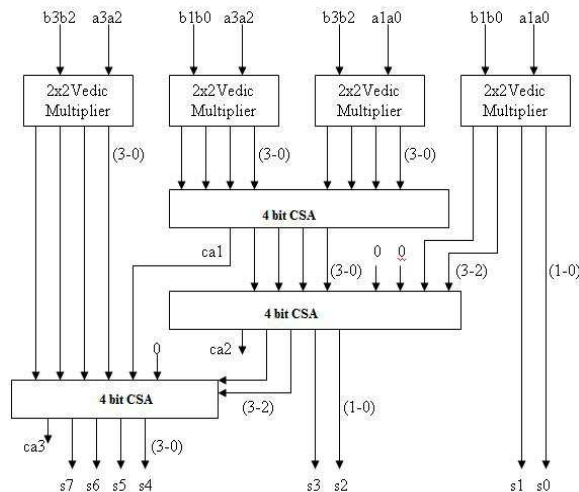 b3b2 a3a2 b1b0 a3a2 b3b2 a1a0 b1b0 a1a0
2x2Vedic Multiplier
2x2Vedic Multiplier
2x2Vedic Multiplier
2x2Vedic Multiplier
(3-0) (3-0) (3-0)
4 bit CSA
ca1 (3-0) 0 0 (3-2) (1-0)
4 bit CSA
0 ca2
4 bit CSA
(3-2) (1-0)
ca3 (3-0)
s7 s6 s5 s4 s3 s2 s1 s0